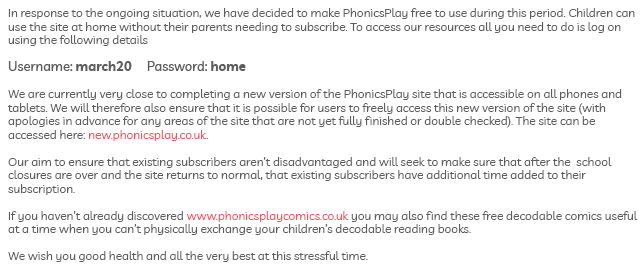 In response to the ongoing situation, we have decided to make PhonicsPlay free to use during this period. Children can
use the site at home without their parents needing to subscribe. To access our resources all you need to do is log on
using the following details
Username: march20 Password: home
We are currently very close to completing a new version of the PhonicsPlay site that is accessible on all phones and
tablets. We will therefore also ensure that it is possible for users to freely access this new version of the site (with
apologies in advance for any areas of the site that are not yet fully finished or double checked). The site can be
accessed here: new.phonicsplay.co.uk.
Our aim to ensure that existing subscribers aren't disadvantaged and will seek to make sure that after the school
closures are over and the site returns to normal, that existing subscribers have additional time added to their
subscription.
If you haven't already discovered www.phonicsplaycomics.co.uk you may also find these free decodable comics useful
at a time when you can't physically exchange your children's decodable reading books.
We wish you good health and all the very best at this stressful time.